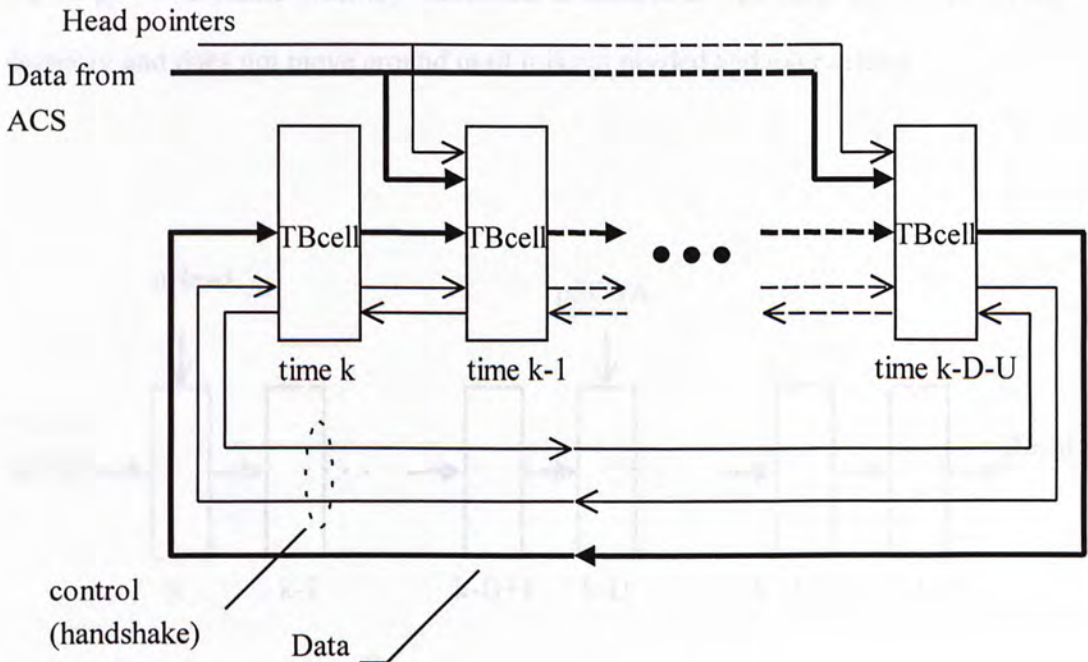 Head pointers
Data from
ACS
TBcell
TBcell
TBcell
time k
time k-1
time k-D-U
control
(handshake)
Data